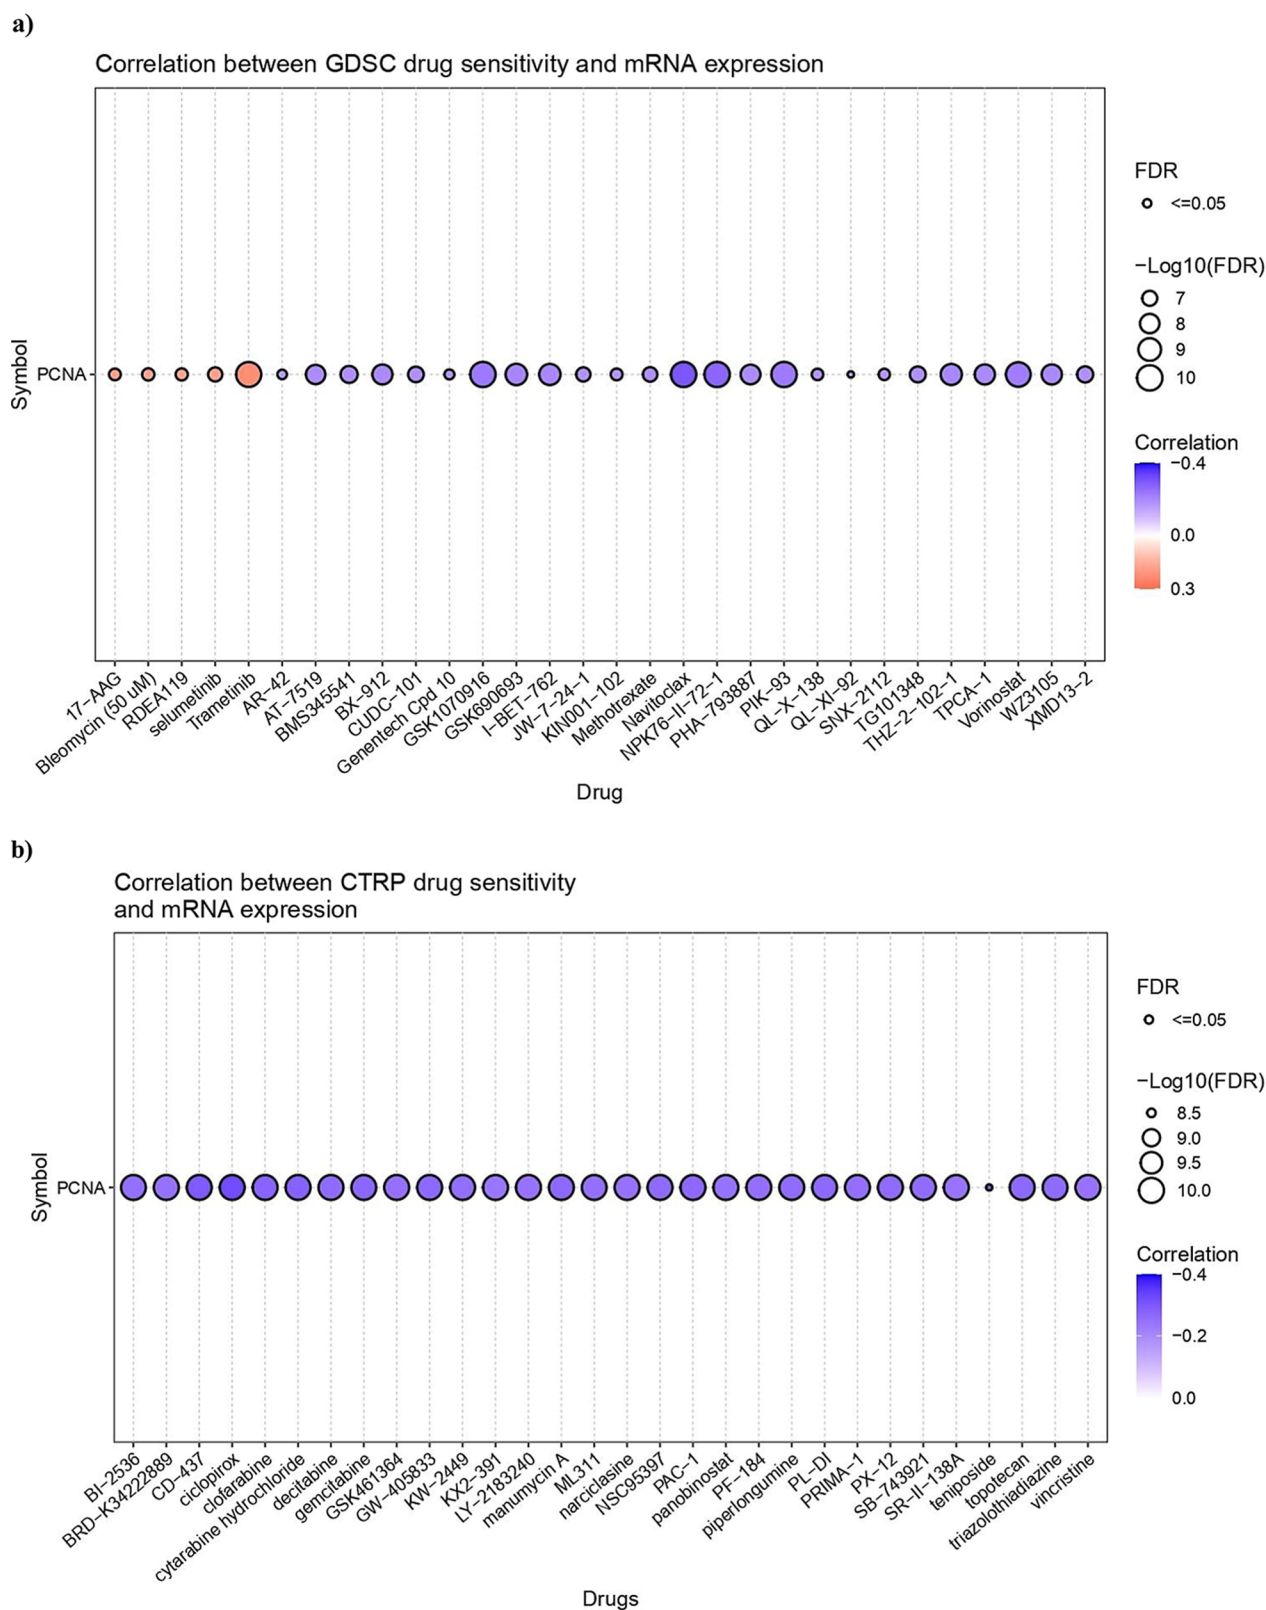 a)
Correlation between GDSC drug sensitivity and mRNA expression
Symbol
PCNA
FDR
<=0.05
−Log10(FDR)
7
8
9
10
Correlation
−0.4
0.0
0.3
17−AAG
Bleomycin (50 uM)
RDEA119
selumetinib
Trametinib
AR−42
AT−7519
BMS345541
BX−912
CUDC−101
Genentech Cpd 10
GSK1070916
GSK690693
I−BET−762
JW−7−24−1
KIN001−102
Methotrexate
Navitoclax
NPK76−II−72−1
PHA−793887
PIK−93
QL−X−138
QL−XI−92
SNX−2112
TG101348
THZ−2−102−1
TPCA−1
Vorinostat
WZ3105
XMD13−2
Drug
b)
Correlation between CTRP drug sensitivity
and mRNA expression
Symbol
PCNA
FDR
<=0.05
−Log10(FDR)
8.5
9.0
9.5
10.0
Correlation
−0.4
−0.2
0.0
BI−2536
BRD−K34222889
CD−437
ciclopirox
clofarabine
cytarabine hydrochloride
decitabine
gemcitabine
GSK461364
GW−405833
KW−2449
KX2−391
LY−2183240
manumycin A
ML311
narciclasine
NSC95397
PAC−1
panobinostat
PF−184
piperlongumine
PL−DI
PRIMA−1
PX−12
SB−743921
SR−II−138A
teniposide
topotecan
triazolothiadiazine
vincristine
Drugs